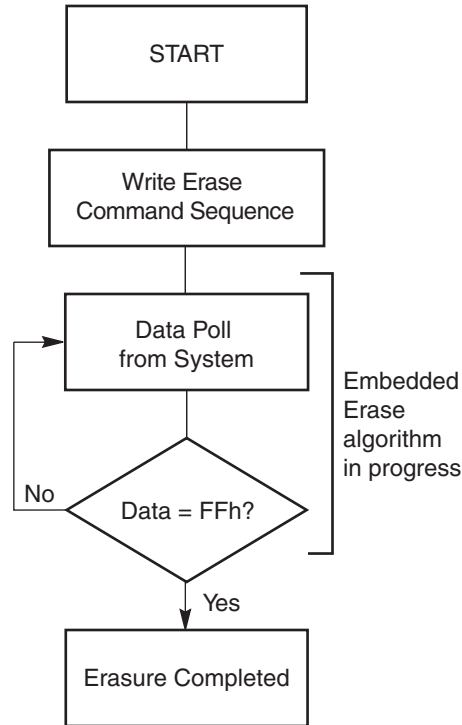 START
Write Erase
Command Sequence
Data Poll
from System
Embedded
Erase
algorithm
in progress
No
Data = FFh?
Yes
Erasure Completed